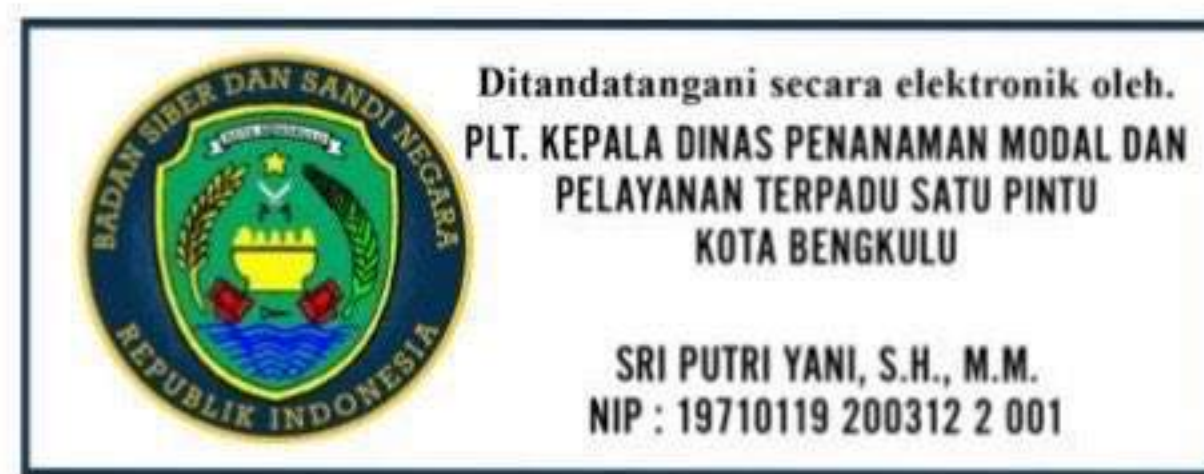 BADAN SIBER DAN SANDI NEGARA
REPUBLIK INDONESIA
Ditandatangani secara elektronik oleh.
PLT. KEPALA DINAS PENANAMAN MODAL DAN
PELAYANAN TERPADU SATU PINTU
KOTA BENGKULU
SRI PUTRI YANI, S.H., M.M.
NIP : 19710119 200312 2 001